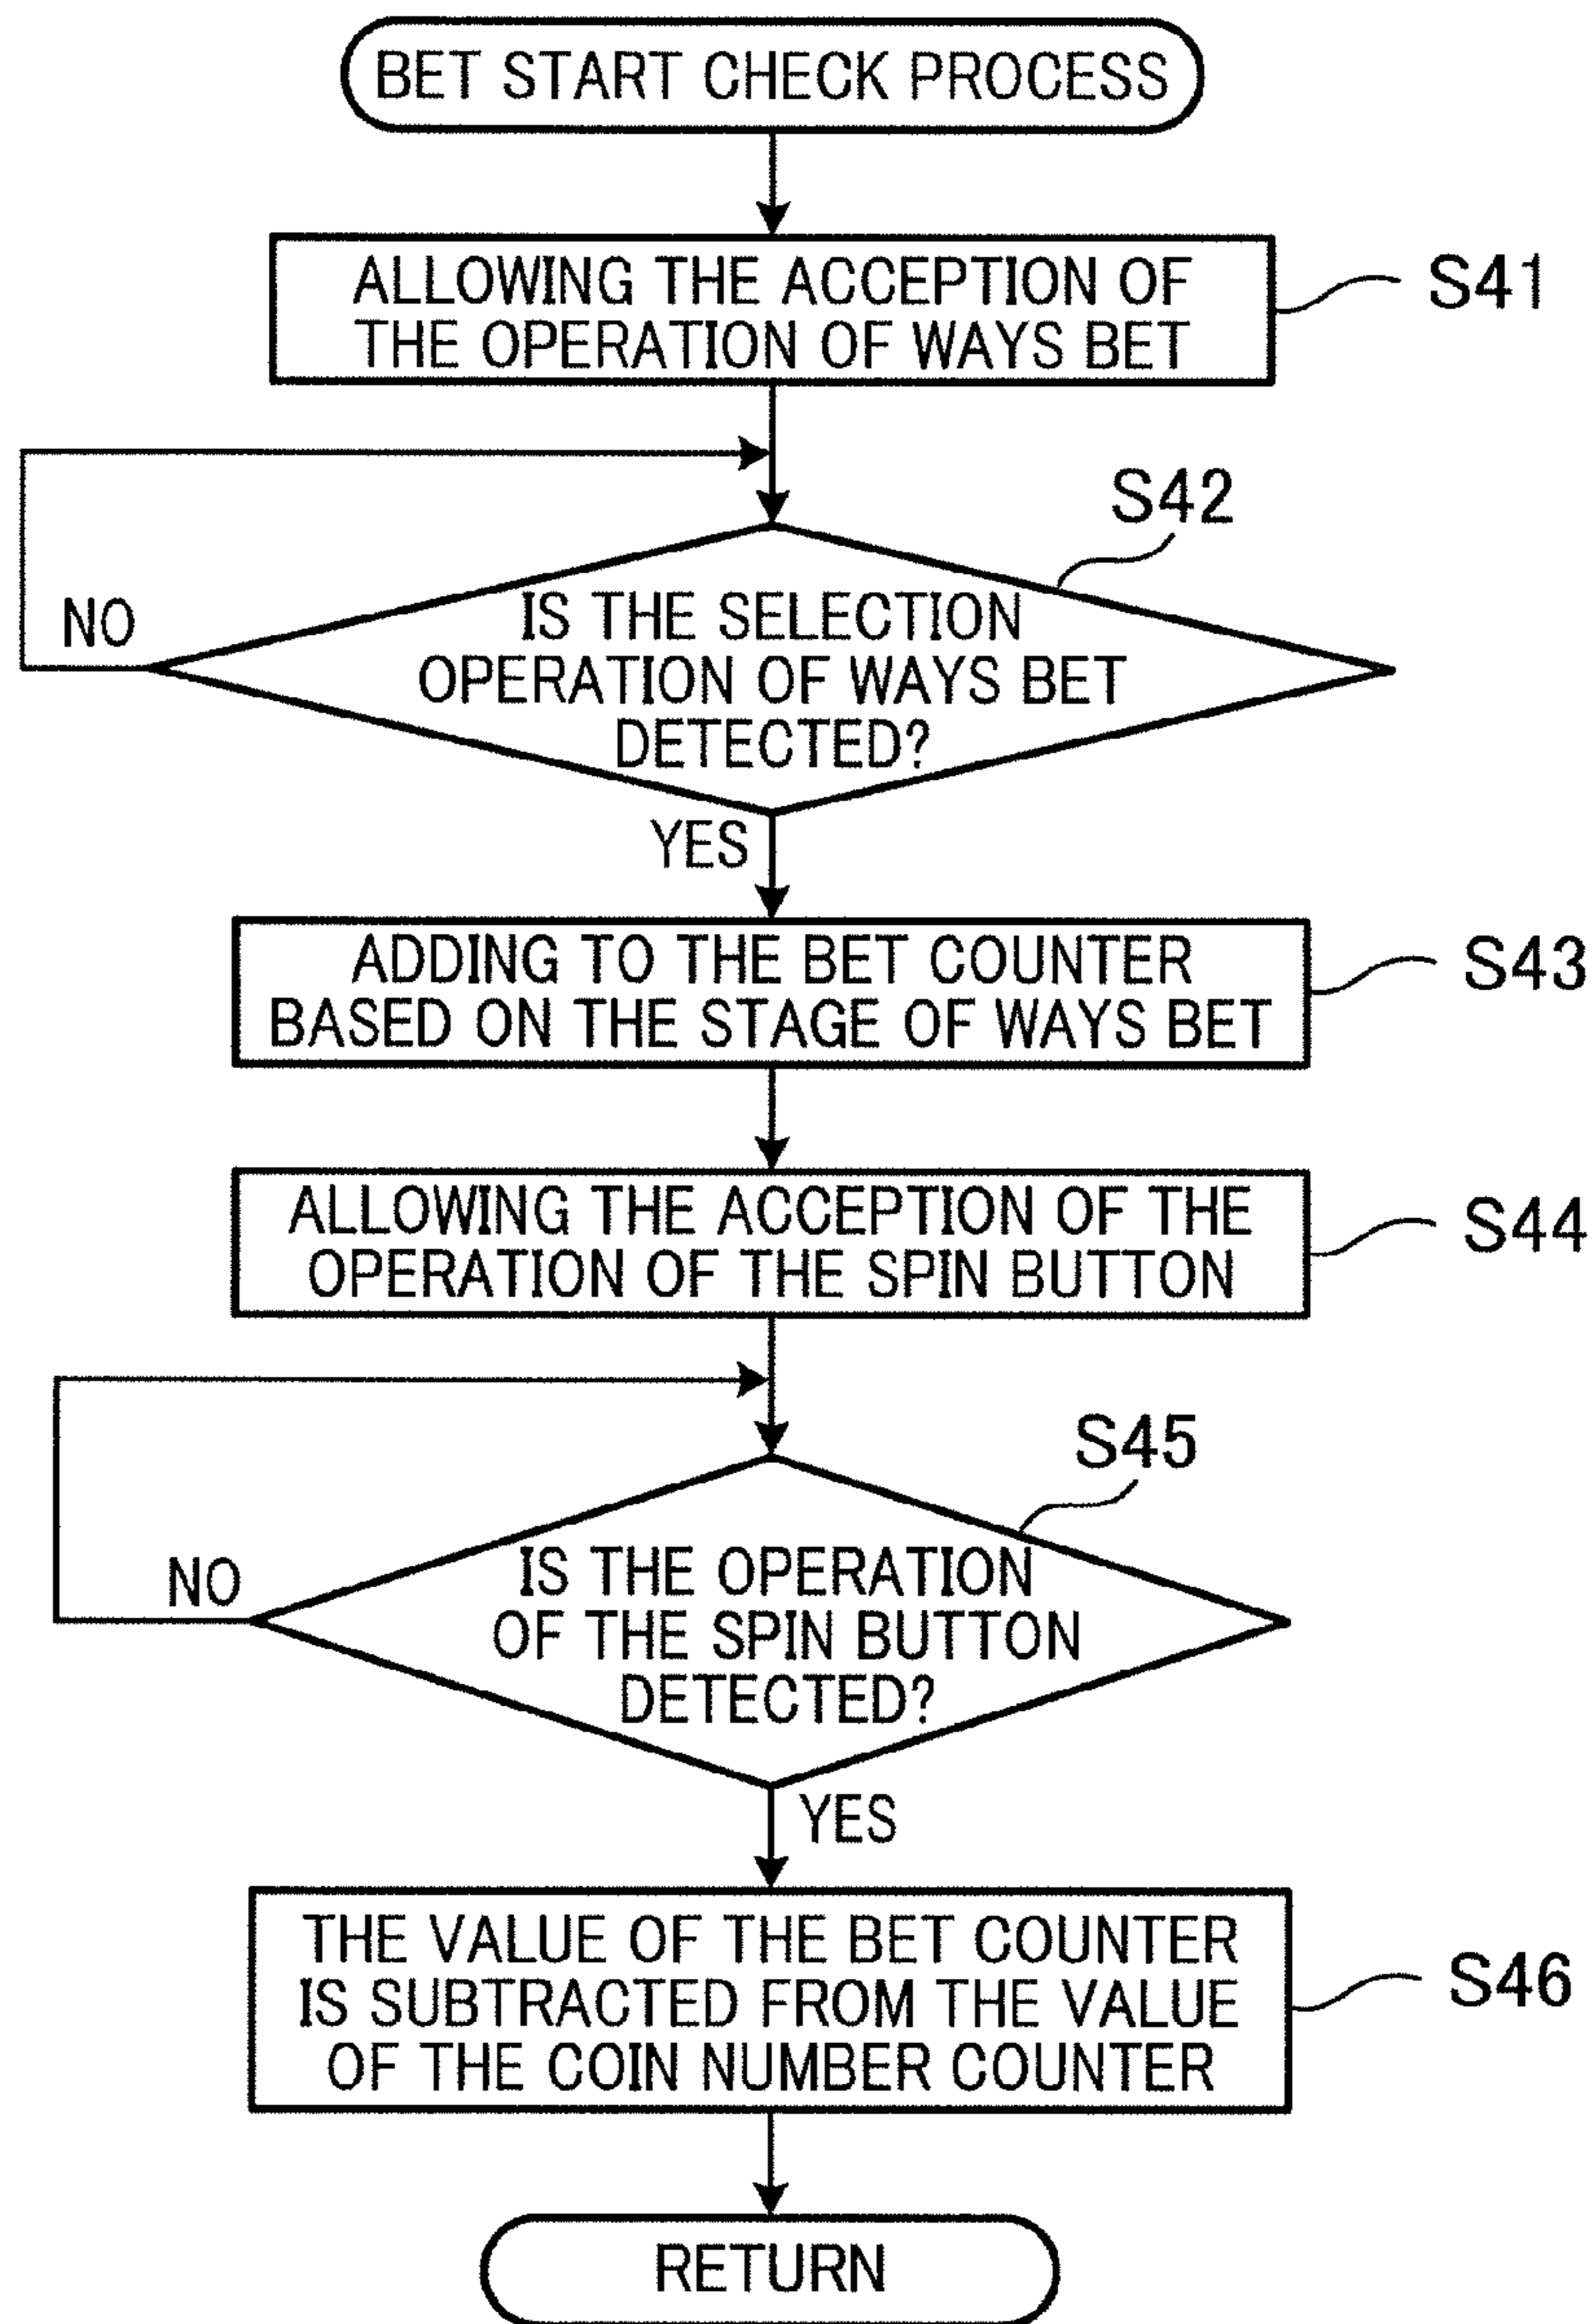 BET START CHECK PROCESS
ALLOWING THE ACCEPTION OF
THE OPERATION OF WAYS BET
S41
S42
NO
IS THE SELECTION
OPERATION OF WAYS BET
DETECTED?
YES
ADDING TO THE BET COUNTER
BASED ON THE STAGE OF WAYS BET
S43
ALLOWING THE ACCEPTION OF THE
OPERATION OF THE SPIN BUTTON
S44
S45
NO
IS THE OPERATION
OF THE SPIN BUTTON
DETECTED?
YES
THE VALUE OF THE BET COUNTER
IS SUBTRACTED FROM THE VALUE
OF THE COIN NUMBER COUNTER
S46
RETURN